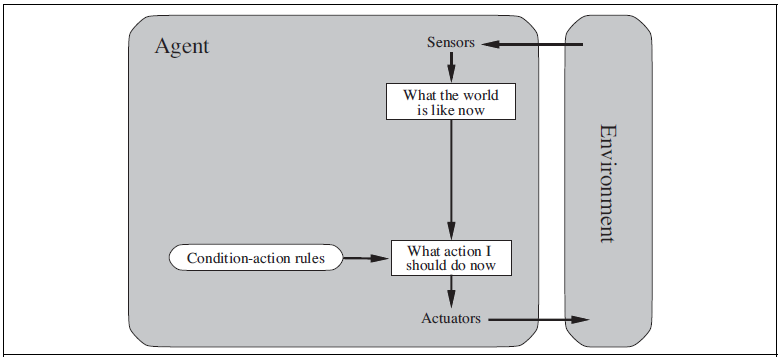 Agent
Sensors
What the world
is like now
Environment
Condition-action rules
What action I
should do now
Actuators